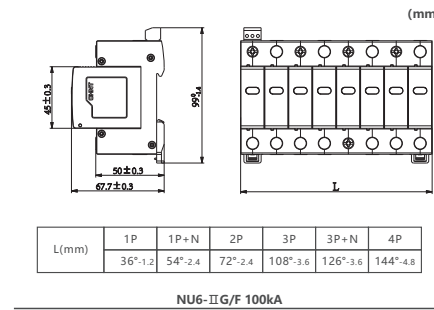 (mm
CHNT
45±0.3
99⁰-1.4
50±0.3
67.7±0.3
L
L(mm) 1P 1P+N 2P 3P 3P+N 4P
36°-1.2 54°-2.4 72°-2.4 108°-3.6 126°-3.6 144°-4.8
NU6-ⅡG/F 100kA